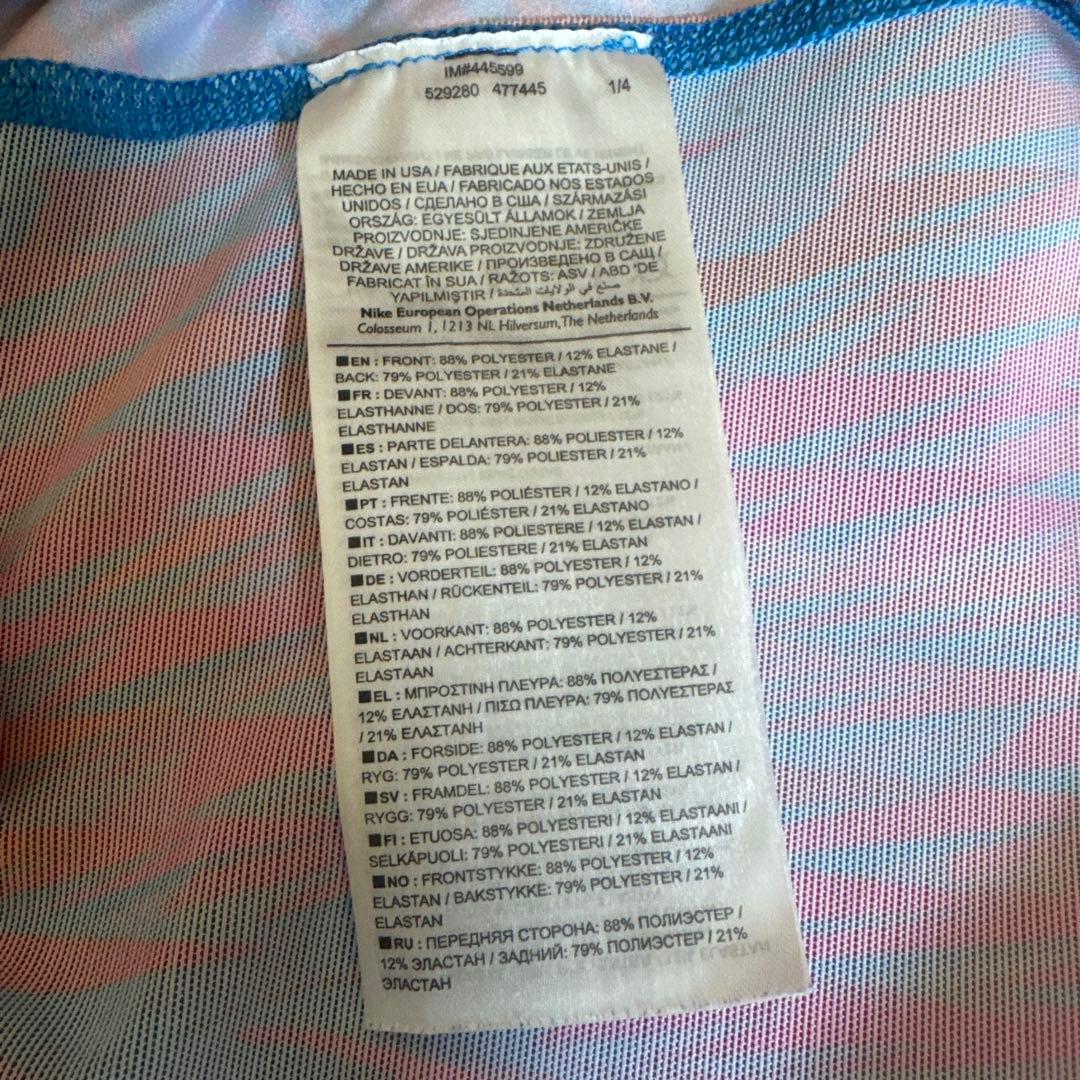 IM#445599
529280 477445 1/4
MADE IN USA / FABRIQUE AUX ETATS-UNIS /
HECHO EN EUA / FABRICADO NOS ESTADOS
UNIDOS / СДЕЛАНО В США / SZÁRMAZÁSI
ORSZÁG: EGYESÜLT ÁLLAMOK / ZEMLJA
PROIZVODNJE: SJEDINJENE AMERIČKE
DRŽAVE / DRŽAVA PROIZVODNJE: ZDRUŽENE
DRŽAVE AMERIKE / ПРОИЗВЕДЕНО В САЩ /
FABRICAT ÎN SUA / RAŽOTS: ASV / ABD 'DE
YAPILMIŞTIR / صنع في الولايات المتحدة
Nike European Operations Netherlands B.V.
Colosseum 1, 1213 NL Hilversum, The Netherlands
■EN : FRONT: 88% POLYESTER / 12% ELASTANE /
BACK: 79% POLYESTER / 21% ELASTANE
■FR : DEVANT: 88% POLYESTER / 12%
ELASTHANNE / DOS: 79% POLYESTER / 21%
ELASTHANNE
■ES : PARTE DELANTERA: 88% POLIESTER / 12%
ELASTAN / ESPALDA: 79% POLIESTER / 21%
ELASTAN
■PT : FRENTE: 88% POLIÉSTER / 12% ELASTANO /
COSTAS: 79% POLIÉSTER / 21% ELASTANO
■IT : DAVANTI: 88% POLIESTERE / 12% ELASTAN /
DIETRO: 79% POLIESTERE / 21% ELASTAN
■DE : VORDERTEIL: 88% POLYESTER / 12%
ELASTHAN / RÜCKENTEIL: 79% POLYESTER / 21%
ELASTHAN
■NL : VOORKANT: 88% POLYESTER / 12%
ELASTAAN / ACHTERKANT: 79% POLYESTER / 21%
ELASTAAN
■EL : ΜΠΡΟΣΤΙΝΗ ΠΛΕΥΡΑ: 88% ΠΟΛΥΕΣΤΕΡΑΣ /
12% ΕΛΑΣΤΑΝΗ / ΠΙΣΩ ΠΛΕΥΡΑ: 79% ΠΟΛΥΕΣΤΕΡΑΣ
/ 21% ΕΛΑΣΤΑΝΗ
■DA : FORSIDE: 88% POLYESTER / 12% ELASTAN /
RYG: 79% POLYESTER / 21% ELASTAN
■SV : FRAMDEL: 88% POLYESTER / 12% ELASTAN /
RYGG: 79% POLYESTER / 21% ELASTAN
■FI : ETUOSA: 88% POLYESTERI / 12% ELASTAANI /
SELKÄPUOLI: 79% POLYESTERI / 21% ELASTAANI
■NO : FRONTSTYKKE: 88% POLYESTER / 12%
ELASTAN / BAKSTYKKE: 79% POLYESTER / 21%
ELASTAN
■RU : ПЕРЕДНЯЯ СТОРОНА: 88% ПОЛИЭСТЕР /
12% ЭЛАСТАН / ЗАДНИЙ: 79% ПОЛИЭСТЕР / 21%
ЭЛАСТАН